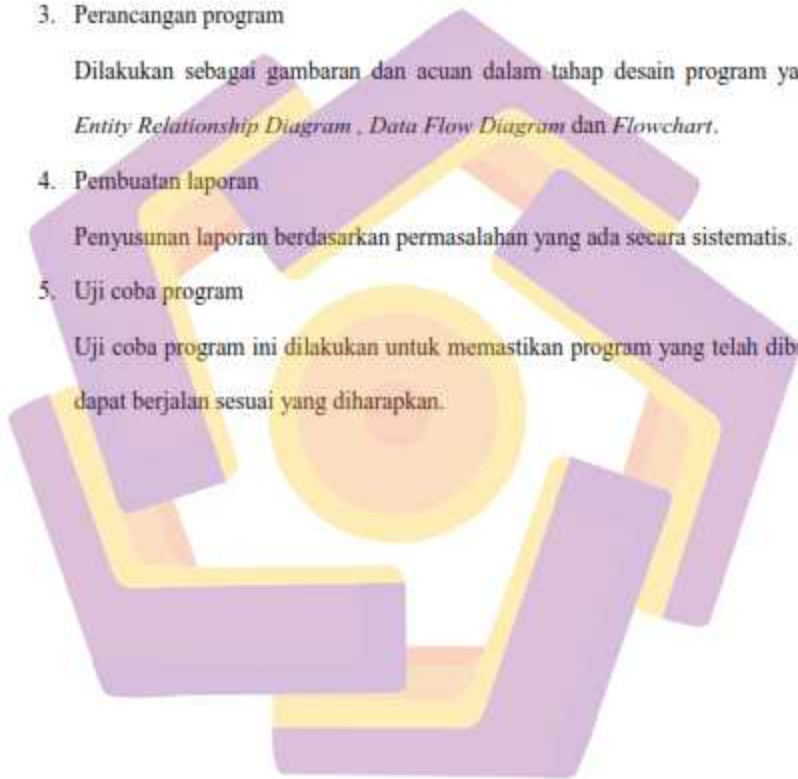 3. Perancangan program
Dilakukan sebagai gambaran dan acuan dalam tahap desain program
Entity Relationship Diagram , Data Flow Diagram dan Flowchart.
4. Pembuatan laporan
Penyusunan laporan berdasarkan permasalahan yang ada secara sistematis.
5. Uji coba program
Uji coba program ini dilakukan untuk memastikan program yang telah
dapat berjalan sesuai yang diharapkan.